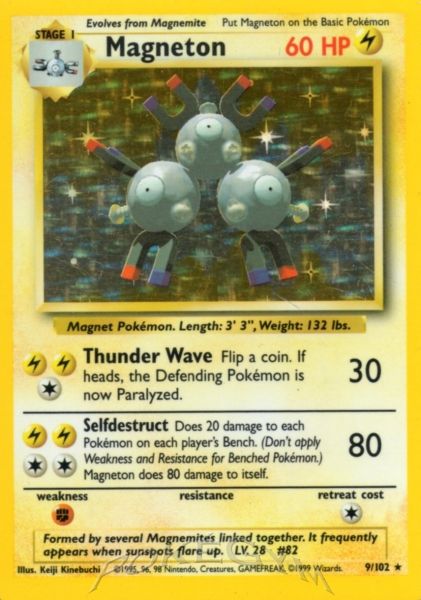 Evolves from Magnemite Put Magneton on the Basic Pokémon
STAGE 1
Magneton 60 HP
Magnet Pokémon. Length: 3' 3", Weight: 132 lbs.
Thunder Wave Flip a coin. If
heads, the Defending Pokémon is
now Paralyzed.
30
Selfdestruct Does 20 damage to each
Pokémon on each player's Bench. (Don't apply
Weakness and Resistance for Benched Pokémon.)
Magneton does 80 damage to itself.
80
weakness resistance retreat cost
Formed by several Magnemites linked together. It frequently
appears when sunspots flare up. LV. 28 #82
Illus. Keiji Kinebuchi ©1995, 96, 98 Nintendo, Creatures, GAMEFREAK. ©1999 Wizards. 9/102 ★